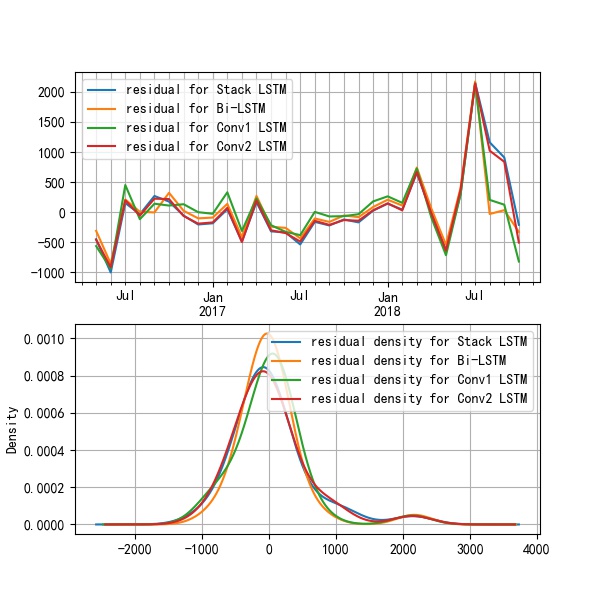 2000
1500
1000
500
0
-500
-1000
residual for Stack LSTM
residual for Bi-LSTM
residual for Conv1 LSTM
residual for Conv2 LSTM
Jul Jan Jul Jan Jul
2017 2018
0.0010
0.0008
0.0006
0.0004
0.0002
0.0000
Density
residual density for Stack LSTM
residual density for Bi-LSTM
residual density for Conv1 LSTM
residual density for Conv2 LSTM
-2000 -1000 0 1000 2000 3000 4000